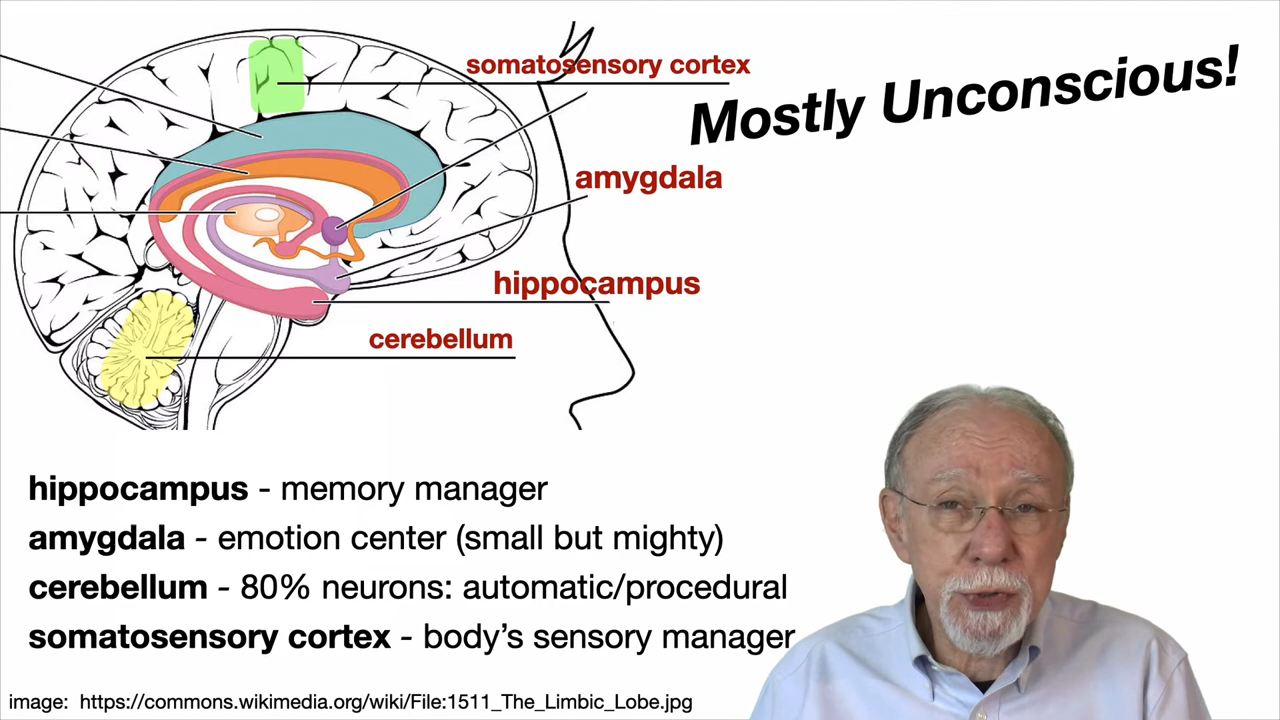 somatosensory cortex
Mostly Unconscious!
amygdala
hippocampus
cerebellum
hippocampus - memory manager
amygdala - emotion center (small but mighty)
cerebellum - 80% neurons: automatic/procedural
somatosensory cortex - body's sensory manager
image: https://commons.wikimedia.org/wiki/File:1511_The_Limbic_Lobe.jpg